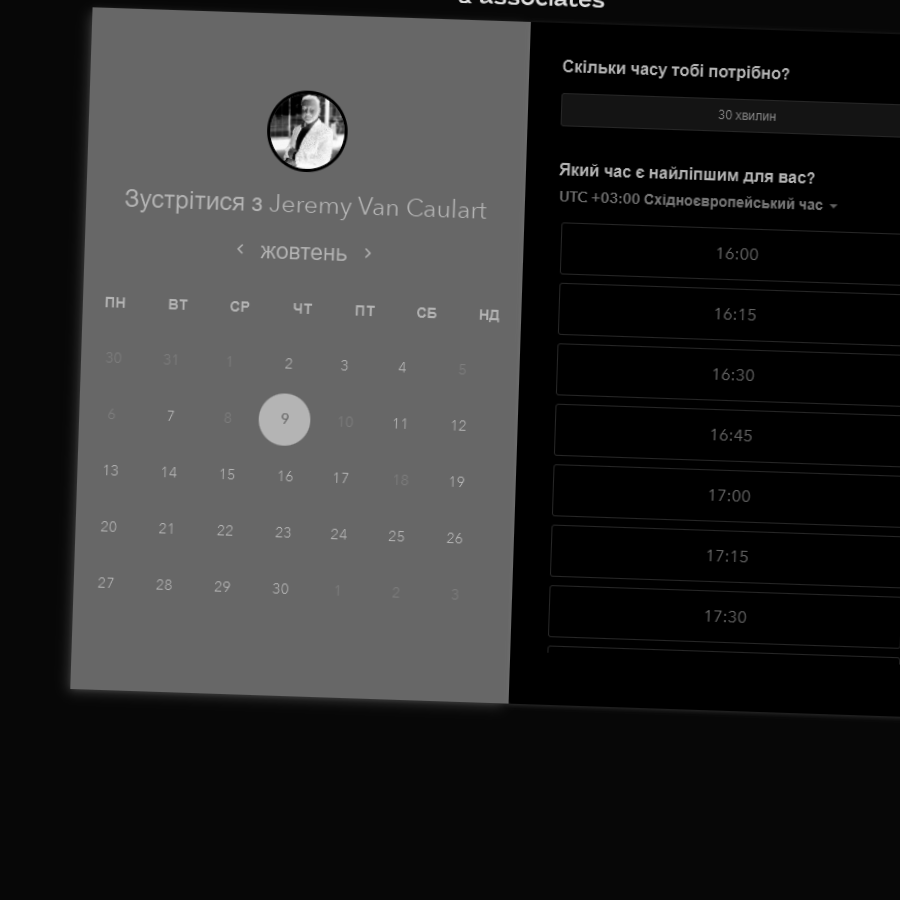 & associates
Зустрітися з Jeremy Van Caulart
жовтень
ПН ВТ СР ЧТ ПТ СБ НД
30 31 1 2 3 4 5
6 7 8 9 10 11 12
13 14 15 16 17 18 19
20 21 22 23 24 25 26
27 28 29 30 1 2 3
Скільки часу тобі потрібно?
30 хвилин
Який час є найліпшим для вас?
UTC +03:00 Східноєвропейський час
16:00
16:15
16:30
16:45
17:00
17:15
17:30